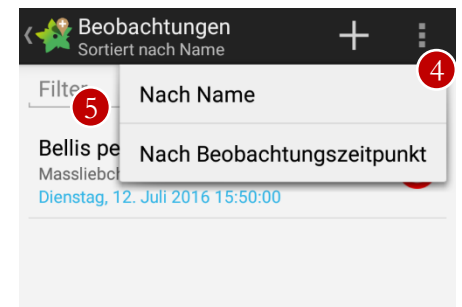 Beobachtungen
Sortiert nach Name
4
Filter
5
Nach Name
Nach Beobachtungszeitpunkt
Bellis pe
Massliebch
Dienstag, 12. Juli 2016 15:50:00